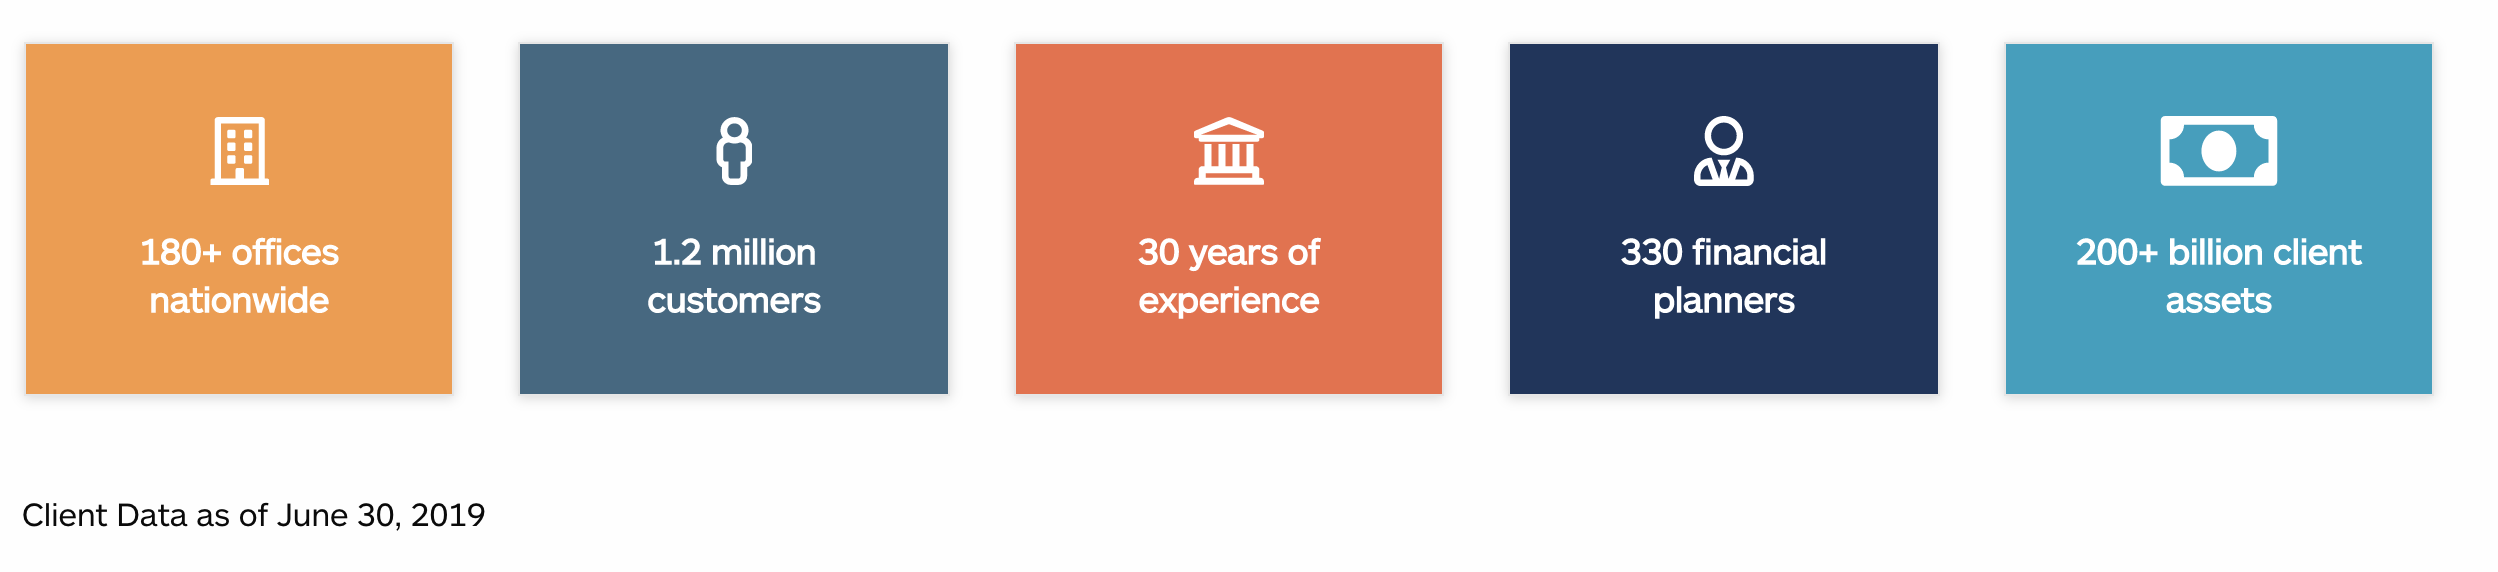 180+ offices
nationwide
1.2 million
customers
30 years of
experience
330 financial
planners
200+ billion client
assets
Client Data as of June 30, 2019